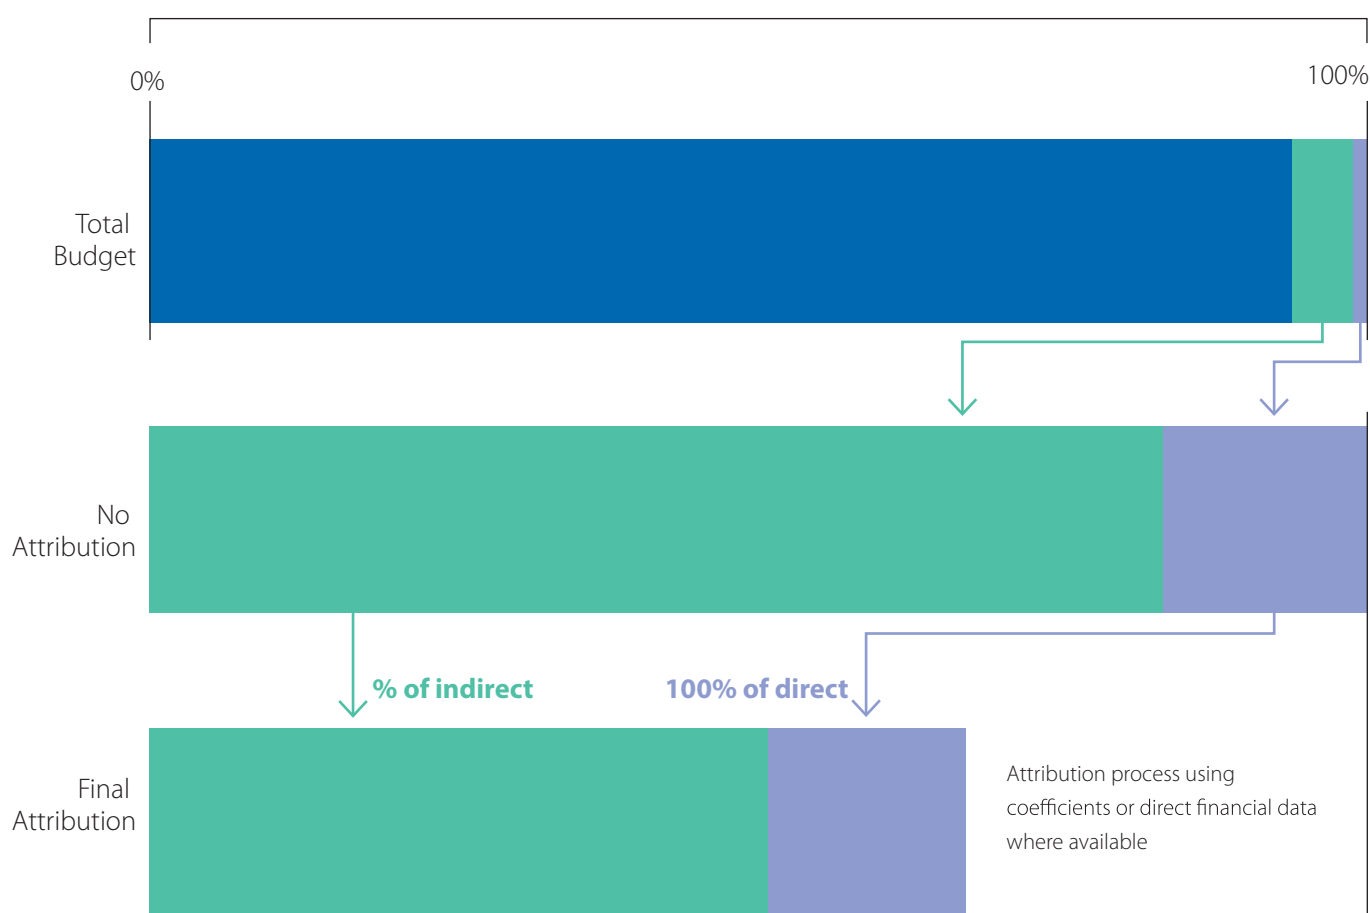 0%
100%
Total
Budget
No
Attribution
% of indirect
100% of direct
Final
Attribution
Attribution process using
coefficients or direct financial data
where available